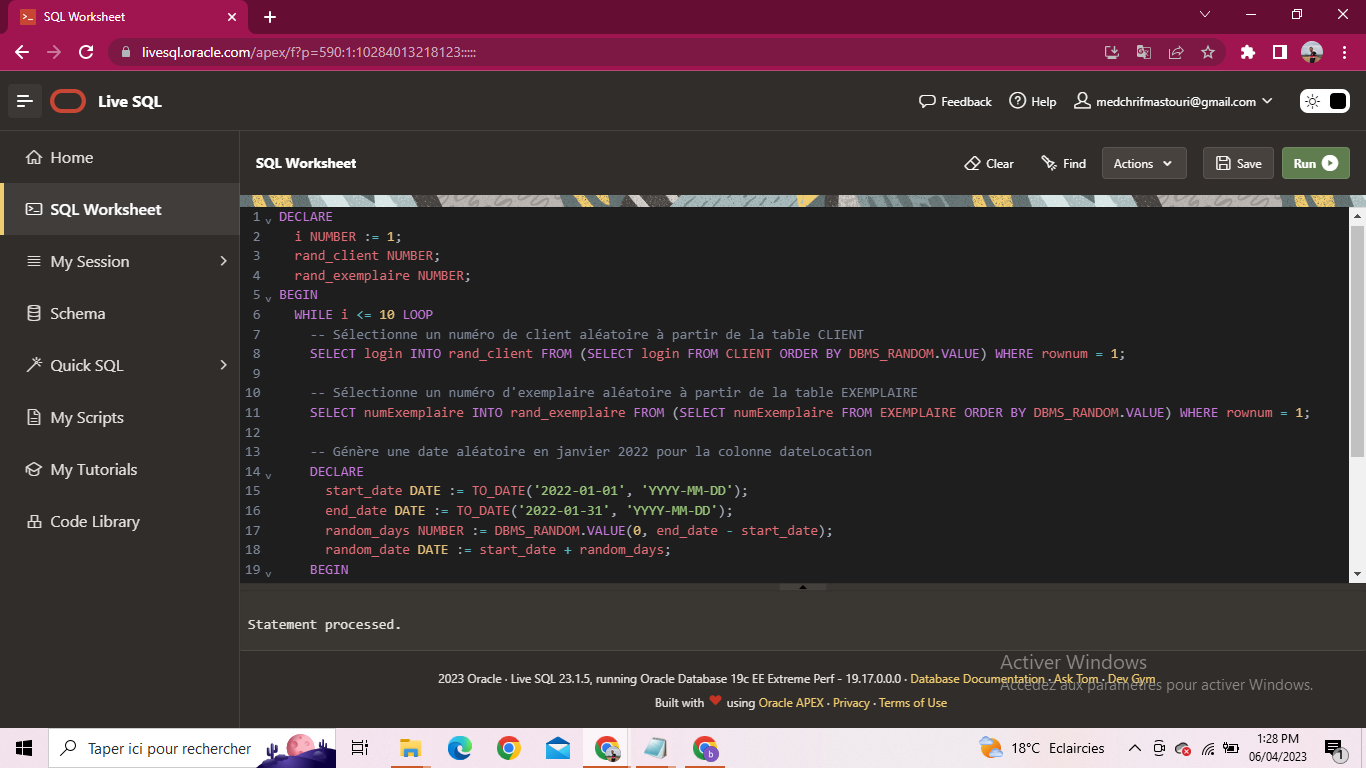 SQL Worksheet
livesql.oracle.com/apex/f?p=590:1:10284013218123:::::
Live SQL
Feedback
Help
medchrifmastouri@gmail.com
Home
SQL Worksheet
My Session
Schema
Quick SQL
My Scripts
My Tutorials
Code Library
SQL Worksheet
Clear
Find
Actions
Save
Run
1 DECLARE
2 i NUMBER := 1;
3 rand_client NUMBER;
4 rand_exemplaire NUMBER;
5 BEGIN
6 WHILE i <= 10 LOOP
7 -- Sélectionne un numéro de client aléatoire à partir de la table CLIENT
8 SELECT login INTO rand_client FROM (SELECT login FROM CLIENT ORDER BY DBMS_RANDOM.VALUE) WHERE rownum = 1;
9
10 -- Sélectionne un numéro d'exemplaire aléatoire à partir de la table EXEMPLAIRE
11 SELECT numExemplaire INTO rand_exemplaire FROM (SELECT numExemplaire FROM EXEMPLAIRE ORDER BY DBMS_RANDOM.VALUE) WHERE rownum = 1;
12
13 -- Génère une date aléatoire en janvier 2022 pour la colonne dateLocation
14 DECLARE
15 start_date DATE := TO_DATE('2022-01-01', 'YYYY-MM-DD');
16 end_date DATE := TO_DATE('2022-01-31', 'YYYY-MM-DD');
17 random_days NUMBER := DBMS_RANDOM.VALUE(0, end_date - start_date);
18 random_date DATE := start_date + random_days;
19 BEGIN
Statement processed.
2023 Oracle · Live SQL 23.1.5, running Oracle Database 19c EE Extreme Perf - 19.17.0.0.0 · Database Documentation · Ask Tom · Dev Gym
Built with ❤ using Oracle APEX · Privacy · Terms of Use
Activer Windows
Accédez aux paramètres pour activer Windows.
Taper ici pour rechercher
18°C Eclaircies
1:28 PM
06/04/2023
1